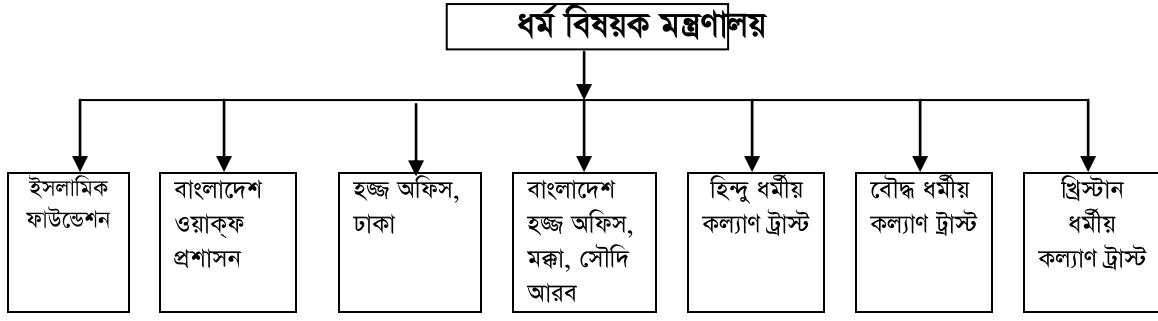 ধর্ম বিষয়ক মন্ত্রণালয়
ইসলামিক
ফাউন্ডেশন
বাংলাদেশ
ওয়াক্‌ফ
প্রশাসন
হজ্জ অফিস,
ঢাকা
বাংলাদেশ
হজ্জ অফিস,
মক্কা, সৌদি
আরব
হিন্দু ধর্মীয়
কল্যাণ ট্রাস্ট
বৌদ্ধ ধর্মীয়
কল্যাণ ট্রাস্ট
খ্রিস্টান
ধর্মীয়
কল্যাণ ট্রাস্ট